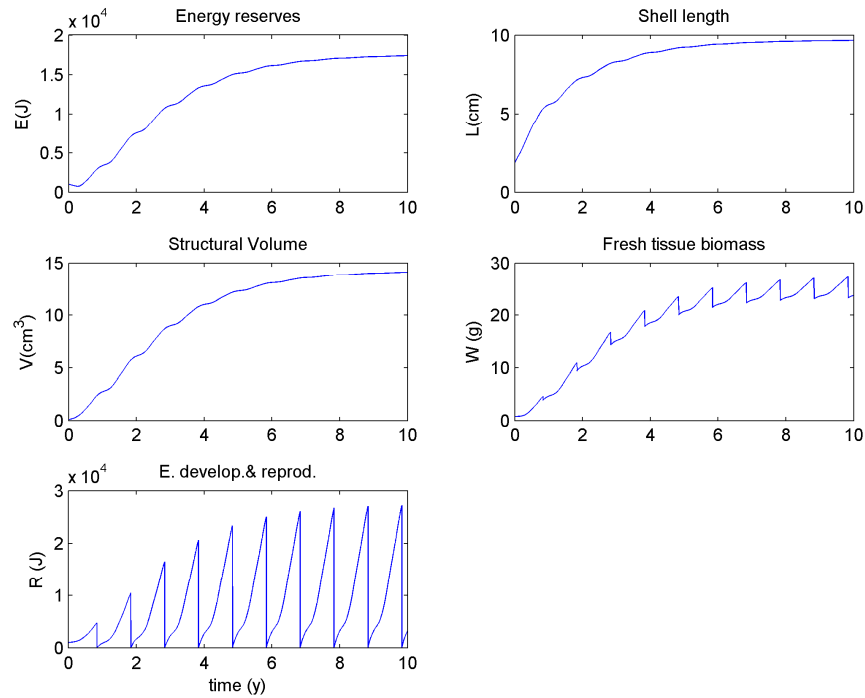 Energy reserves
x 10^4
E(J)
2
1.5
1
0.5
0
0 2 4 6 8 10
Shell length
L(cm)
10
5
0
0 2 4 6 8 10
Structural Volume
V(cm^3)
15
10
5
0
0 2 4 6 8 10
Fresh tissue biomass
W (g)
30
20
10
0
0 2 4 6 8 10
E. develop.& reprod.
x 10^4
R (J)
3
2
1
0
0 2 4 6 8 10
time (y)